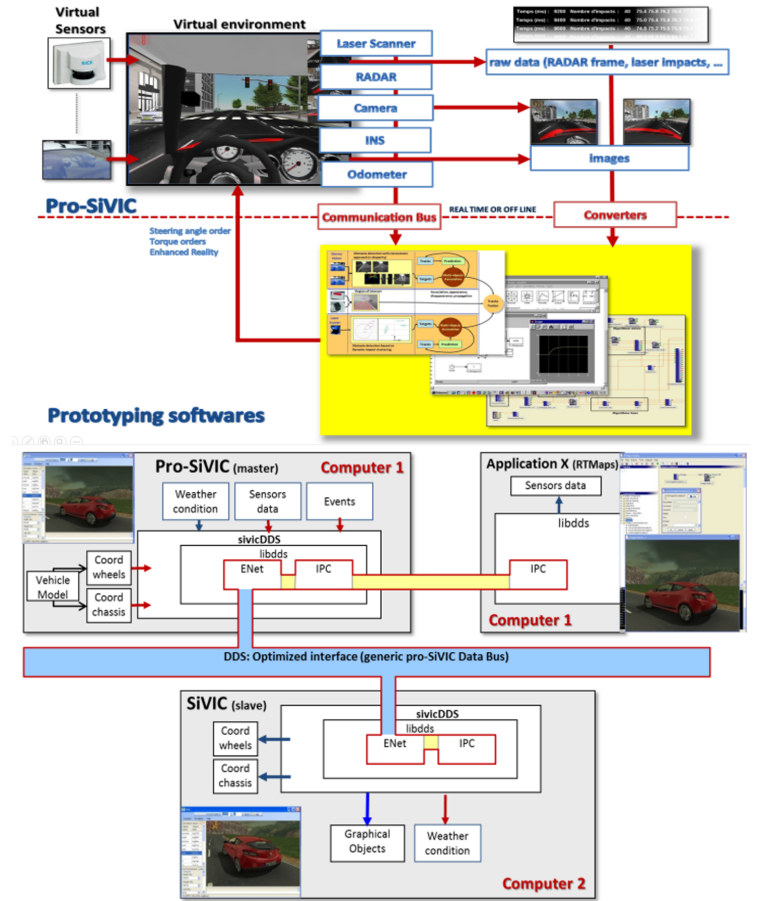 Virtual
Sensors
Virtual environment
Laser Scanner
RADAR
Camera
INS
Odometer
raw data (RADAR frame, laser impacts, ...
images
Pro-SiVIC
Communication Bus
REAL TIME OR OFF LINE
Converters
Steering angle order
Torque orders
Enhanced Reality
Prototyping softwares
Pro-SiVIC (master)
Computer 1
Weather
condition
Sensors
data
Events
sivicDDS
libdds
ENet
IPC
Vehicle
Model
Coord
wheels
Coord
chassis
Application X (RTMaps)
Sensors data
libdds
IPC
Computer 1
DDS: Optimized interface (generic pro-SiVIC Data Bus)
SiVIC (slave)
sivicDDS
libdds
ENet
IPC
Coord
wheels
Coord
chassis
Graphical
Objects
Weather
condition
Computer 2